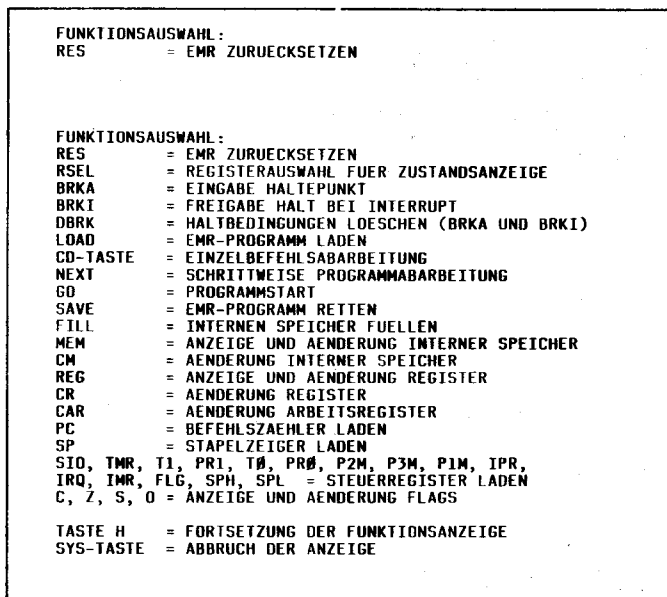 FUNKTIONSAUSWAHL:
RES = EMR ZURUECKSETZEN
FUNKTIONSAUSWAHL:
RES = EMR ZURUECKSETZEN
RSEL = REGISTERAUSWAHL FUER ZUSTANDSANZEIGE
BRKA = EINGABE HALTEPUNKT
BRKI = FREIGABE HALT BEI INTERRUPT
DBRK = HALTBEDINGUNGEN LOESCHEN (BRKA UND BRKI)
LOAD = EMR-PROGRAMM LADEN
CD-TASTE = EINZELBEFEHLSABARBEITUNG
NEXT = SCHRITTWEISE PROGRAMMABARBEITUNG
GO = PROGRAMMSTART
SAVE = EMR-PROGRAMM RETTEN
FILL = INTERNEN SPEICHER FUELLEN
MEM = ANZEIGE UND AENDERUNG INTERNER SPEICHER
CM = AENDERUNG INTERNER SPEICHER
REG = ANZEIGE UND AENDERUNG REGISTER
CR = AENDERUNG REGISTER
CAR = AENDERUNG ARBEITSREGISTER
PC = BEFEHLSZAEHLER LADEN
SP = STAPELZEIGER LADEN
SIO, TMR, T1, PR1, TØ, PRØ, P2M, P3M, P1M, IPR,
IRQ, IMR, FLG, SPH, SPL = STEUERREGISTER LADEN
C, Z, S, O = ANZEIGE UND AENDERUNG FLAGS
TASTE H = FORTSETZUNG DER FUNKTIONSANZEIGE
SYS-TASTE = ABBRUCH DER ANZEIGE